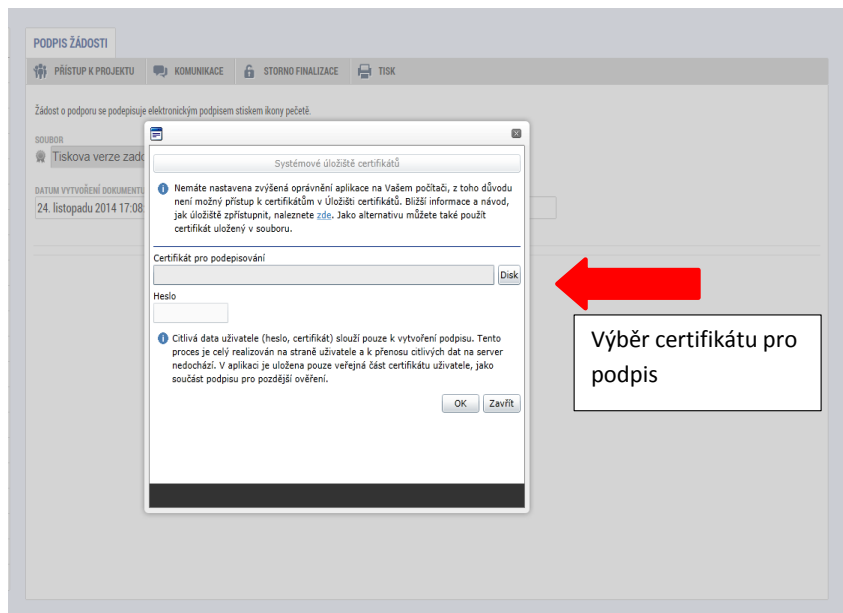 PODPIS ŽÁDOSTI
PŘÍSTUP K PROJEKTU KOMUNIKACE STORNO FINALIZACE TISK
Žádost o podporu se podepisuje elektronickým podpisem stiskem ikony pečetě.
SOUBOR
Tiskova verze zado
DATUM VYTVOŘENÍ DOKUMENTU
24. listopadu 2014 17:08
Systémové úložiště certifikátů
Nemáte nastavena zvýšená oprávnění aplikace na Vašem počítači, z toho důvodu
není možný přístup k certifikátům v Úložišti certifikátů. Bližší informace a návod,
jak úložiště zpřístupnit, naleznete zde. Jako alternativu můžete také použít
certifikát uložený v souboru.
Certifikát pro podepisování
Disk
Heslo
Citlivá data uživatele (heslo, certifikát) slouží pouze k vytvoření podpisu. Tento
proces je celý realizován na straně uživatele a k přenosu citlivých dat na server
nedochází. V aplikaci je uložena pouze veřejná část certifikátu uživatele, jako
součást podpisu pro pozdější ověření.
OK Zavřít
Výběr certifikátu pro
podpis